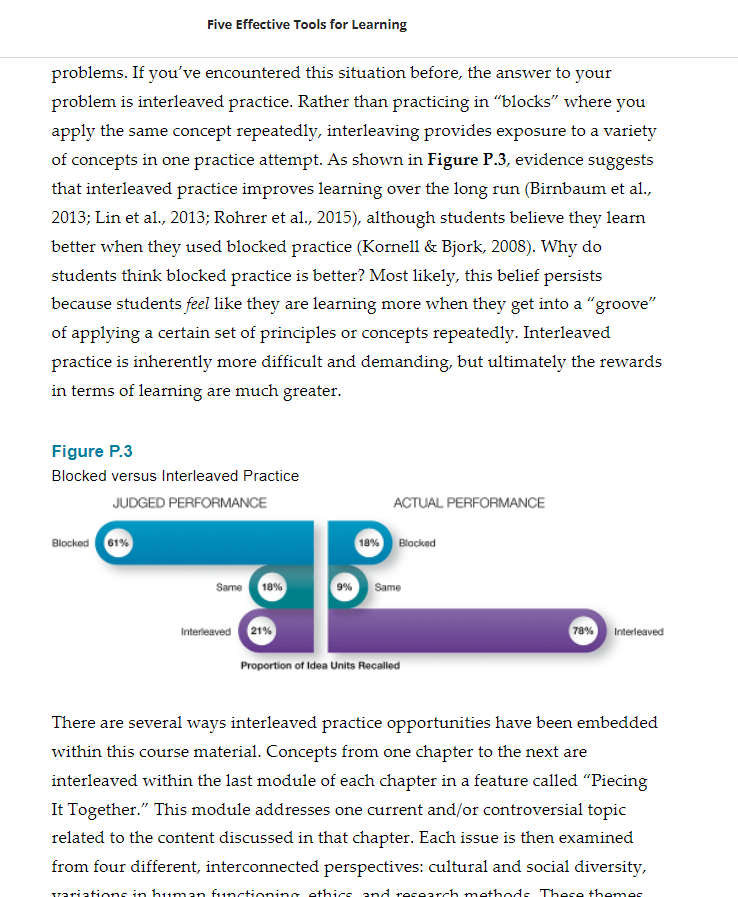 Five Effective Tools for Learning
problems. If you’ve encountered this situation before, the answer to your
problem is interleaved practice. Rather than practicing in “blocks” where you
apply the same concept repeatedly, interleaving provides exposure to a variety
of concepts in one practice attempt. As shown in Figure P.3, evidence suggests
that interleaved practice improves learning over the long run (Birnbaum et al.,
2013; Lin et al., 2013; Rohrer et al., 2015), although students believe they learn
better when they used blocked practice (Kornell & Bjork, 2008). Why do
students think blocked practice is better? Most likely, this belief persists
because students feel like they are learning more when they get into a “groove”
of applying a certain set of principles or concepts repeatedly. Interleaved
practice is inherently more difficult and demanding, but ultimately the rewards
in terms of learning are much greater.
Figure P.3
Blocked versus Interleaved Practice
JUDGED PERFORMANCE ACTUAL PERFORMANCE
Blocked 61% 18% Blocked
Same 18% 9% Same
Interleaved 21% 78% Interleaved
Proportion of Idea Units Recalled
There are several ways interleaved practice opportunities have been embedded
within this course material. Concepts from one chapter to the next are
interleaved within the last module of each chapter in a feature called “Piecing
It Together.” This module addresses one current and/or controversial topic
related to the content discussed in that chapter. Each issue is then examined
from four different, interconnected perspectives: cultural and social diversity,
variations in human functioning, ethics, and research methods. These themes